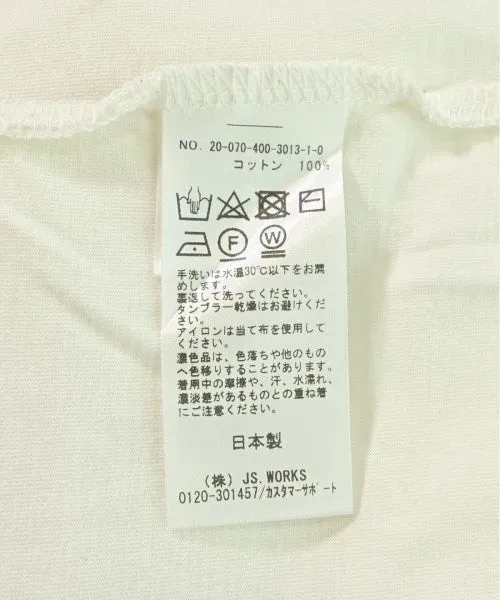 NO. 20-070-400-3013-1-0
コットン 100%
F W
手洗いは水温30℃以下をお薦
めします。
裏返して洗ってください。
タンブラー乾燥はお避けくださ
い。
アイロンは当て布を使用して
ください。
濃色品は、色落ちや他のもの
へ色移りすることがあります。
着用中の摩擦や、汗、水濡れ、
濃淡差があるものとの重ね着
にご注意ください。
日本製
(株) JS.WORKS
0120-301457/カスタマーサポート